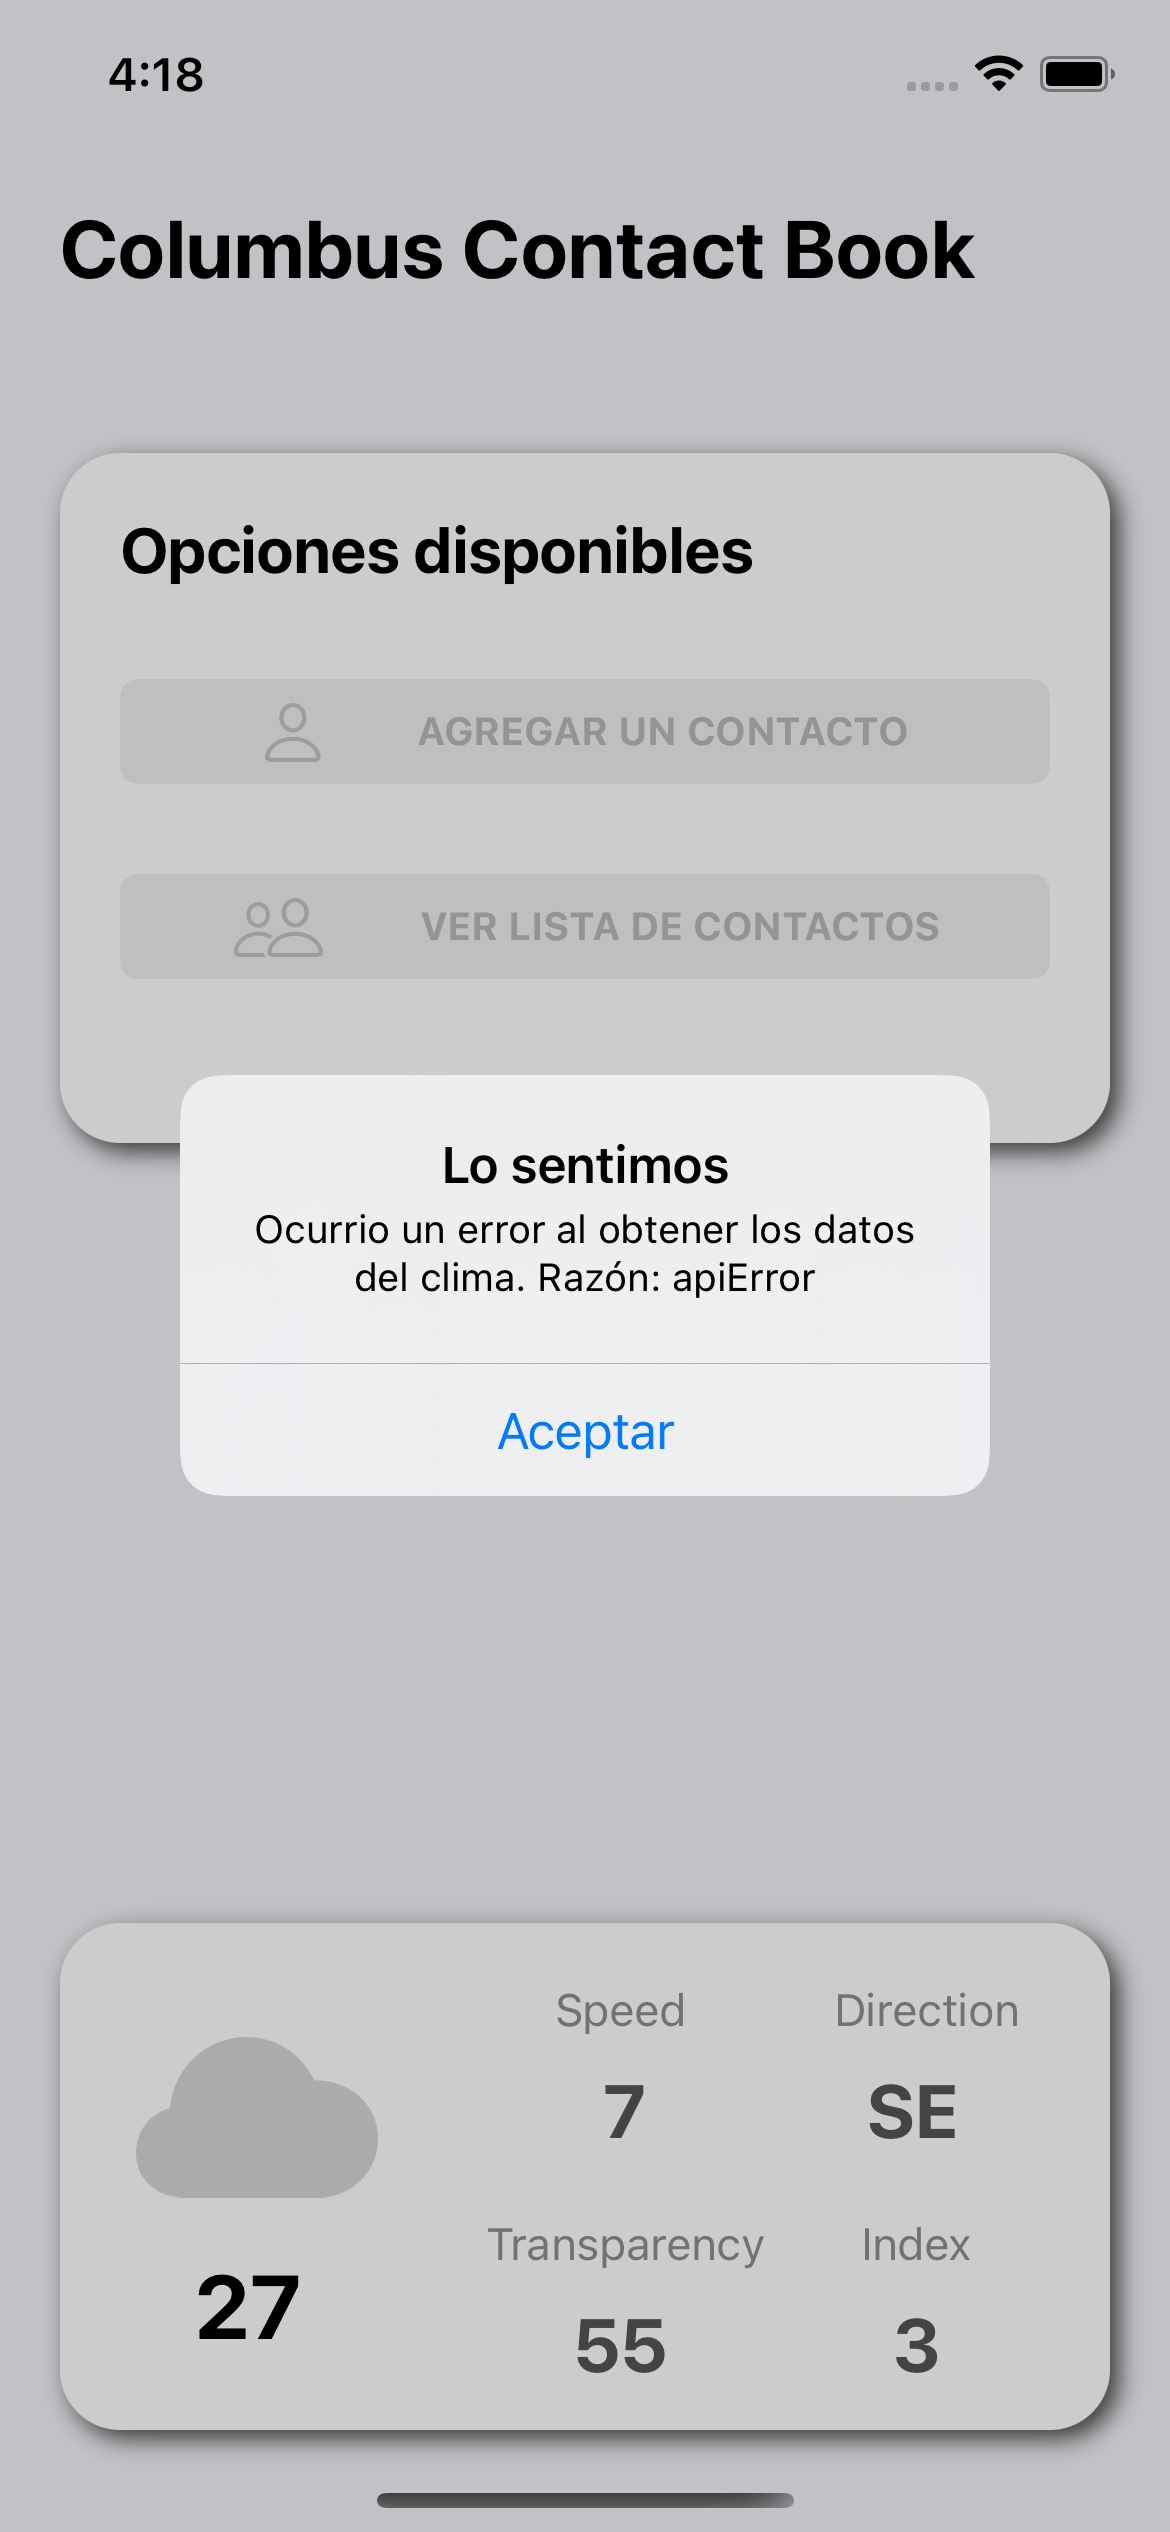 4:18
Columbus Contact Book
Opciones disponibles
AGREGAR UN CONTACTO
VER LISTA DE CONTACTOS
Lo sentimos
Ocurrio un error al obtener los datos
del clima. Razón: apiError
Aceptar
Speed
Direction
7
SE
Transparency
Index
27
55
3